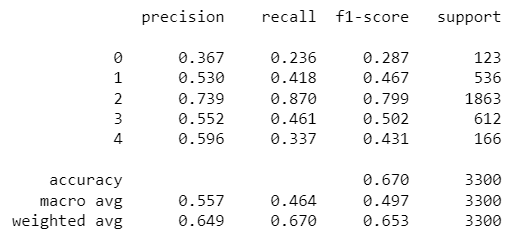 precision recall f1-score support
0 0.367 0.236 0.287 123
1 0.530 0.418 0.467 536
2 0.739 0.870 0.799 1863
3 0.552 0.461 0.502 612
4 0.596 0.337 0.431 166
accuracy 0.670 3300
macro avg 0.557 0.464 0.497 3300
weighted avg 0.649 0.670 0.653 3300